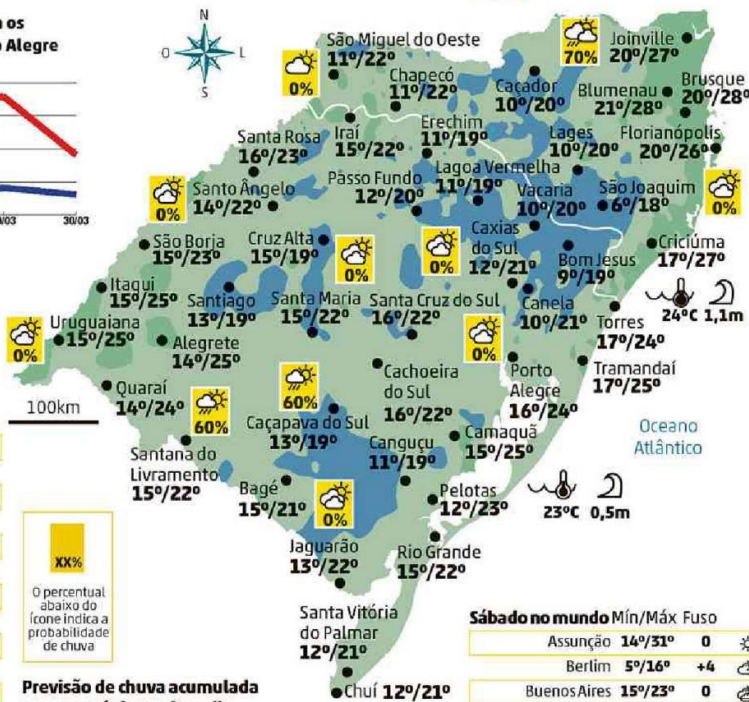 os
Alegre
/03
30/03
N
O
L
S
0%
São Miguel do Oeste
11º/22º
Chapecó
11º/22º
Caçador
10º/20º
70%
Joinville
20º/27º
Blumenau
21º/28º
Brusque
20º/28º
Santa Rosa
16º/23º
Iraí
15º/22º
Erechim
11º/19º
Lages
10º/20º
Florianópolis
20º/26º
0%
Santo Ângelo
14º/22º
Passo Fundo
12º/20º
Lagoa Vermelha
11º/19º
Vacaria
10º/20º
São Joaquim
6º/18º
0%
São Borja
15º/23º
Cruz Alta
15º/19º
0%
0%
Caxias
do Sul
12º/21º
Bom Jesus
9º/19º
Criciúma
17º/27º
Itaqui
15º/25º
Santiago
13º/19º
Santa Maria
15º/22º
Santa Cruz do Sul
16º/22º
Canela
10º/21º
24ºC 1,1m
Torres
17º/24º
0%
Uruguaiana
15º/25º
Alegrete
14º/25º
0%
Tramandaí
17º/25º
Quaraí
14º/24º
60%
Cachoeira
do Sul
16º/22º
Porto
Alegre
16º/24º
100km
60%
Caçapava do Sul
13º/19º
Camaquã
15º/25º
Oceano
Atlântico
Santana do
Livramento
15º/22º
Canguçu
11º/19º
Bagé
15º/21º
0%
Pelotas
12º/23º
23ºC 0,5m
XX%
O percentual
abaixo do
ícone indica a
probabilidade
de chuva
Jaguarão
13º/22º
Rio Grande
15º/22º
Santa Vitória
do Palmar
12º/21º
Chuí 12º/21º
Sábado no mundo Mín/Máx Fuso
Assunção 14º/31º 0
Berlim 5º/16º +4
Buenos Aires 15º/23º 0
Previsão de chuva acumulada